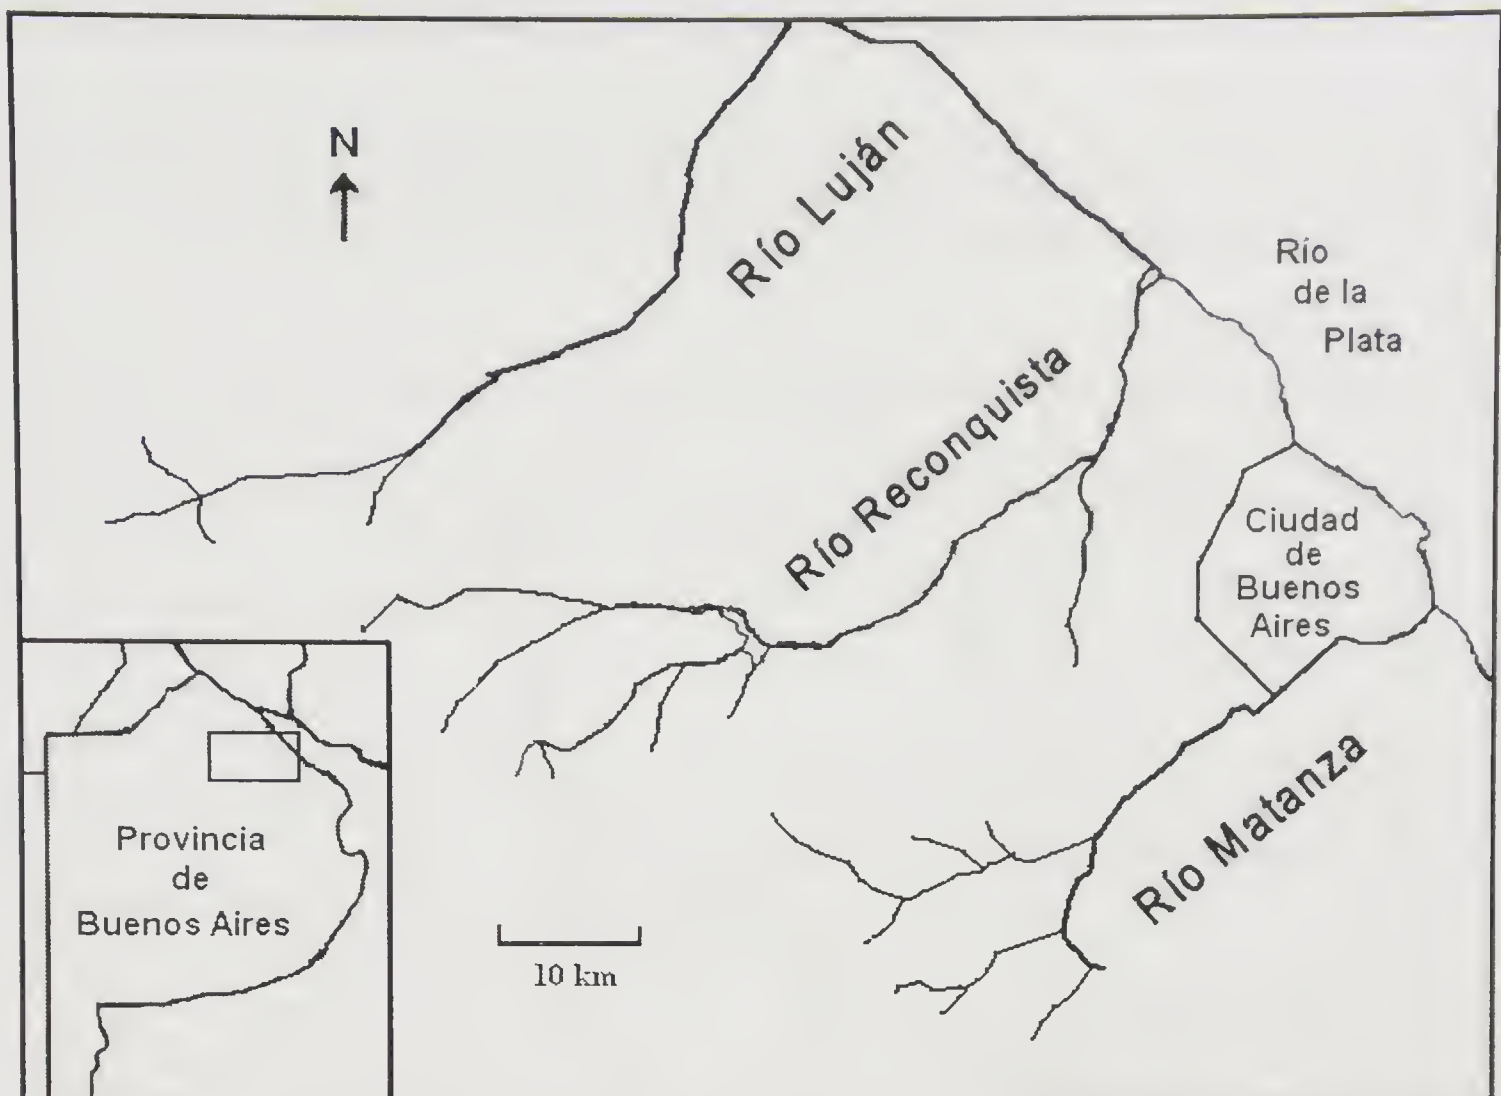 N
Río Luján
Río
de la
Plata
Río Reconquista
Ciudad
de
Buenos
Aires
Río Matanza
Provincia
de
Buenos Aires
10 km